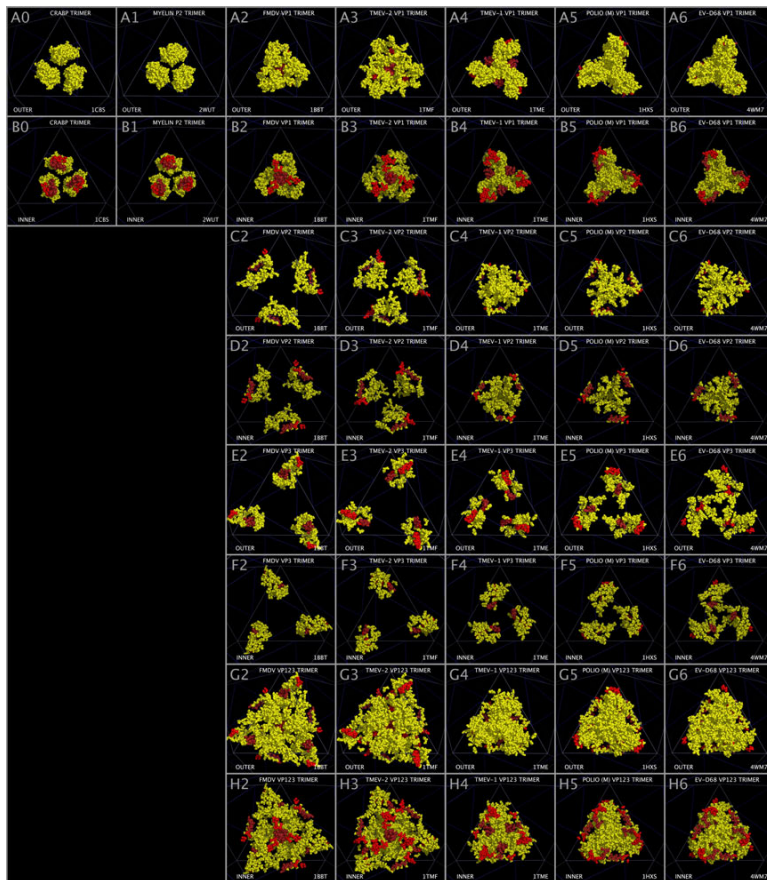 A0 CRABP TRIMER
OUTER 1CBS
A1 MYELIN P2 TRIMER
OUTER 2WUT
A2 FMDV VP1 TRIMER
OUTER 1BBT
A3 TMEV-2 VP1 TRIMER
OUTER 1TMF
A4 TMEV-1 VP1 TRIMER
OUTER 1TME
A5 POLIO (M) VP1 TRIMER
OUTER 1HXS
A6 EV-D68 VP1 TRIMER
OUTER 4WM7
B0 CRABP TRIMER
INNER 1CBS
B1 MYELIN P2 TRIMER
INNER 2WUT
B2 FMDV VP1 TRIMER
INNER 1BBT
B3 TMEV-2 VP1 TRIMER
INNER 1TMF
B4 TMEV-1 VP1 TRIMER
INNER 1TME
B5 POLIO (M) VP1 TRIMER
INNER 1HXS
B6 EV-D68 VP1 TRIMER
INNER 4WM7
C2 FMDV VP2 TRIMER
OUTER 1BBT
C3 TMEV-2 VP2 TRIMER
OUTER 1TMF
C4 TMEV-1 VP2 TRIMER
OUTER 1TME
C5 POLIO (M) VP2 TRIMER
OUTER 1HXS
C6 EV-D68 VP2 TRIMER
OUTER 4WM7
D2 FMDV VP2 TRIMER
INNER 1BBT
D3 TMEV-2 VP2 TRIMER
INNER 1TMF
D4 TMEV-1 VP2 TRIMER
INNER 1TME
D5 POLIO (M) VP2 TRIMER
INNER 1HXS
D6 EV-D68 VP2 TRIMER
INNER 4WM7
E2 FMDV VP3 TRIMER
OUTER 1BBT
E3 TMEV-2 VP3 TRIMER
OUTER 1TMF
E4 TMEV-1 VP3 TRIMER
OUTER 1TME
E5 POLIO (M) VP3 TRIMER
OUTER 1HXS
E6 EV-D68 VP3 TRIMER
OUTER 4WM7
F2 FMDV VP3 TRIMER
INNER 1BBT
F3 TMEV-2 VP3 TRIMER
INNER 1TMF
F4 TMEV-1 VP3 TRIMER
INNER 1TME
F5 POLIO (M) VP3 TRIMER
INNER 1HXS
F6 EV-D68 VP3 TRIMER
INNER 4WM7
G2 FMDV VP123 TRIMER
OUTER 1BBT
G3 TMEV-2 VP123 TRIMER
OUTER 1TMF
G4 TMEV-1 VP123 TRIMER
OUTER 1TME
G5 POLIO (M) VP123 TRIMER
OUTER 1HXS
G6 EV-D68 VP123 TRIMER
OUTER 4WM7
H2 FMDV VP123 TRIMER
INNER 1BBT
H3 TMEV-2 VP123 TRIMER
INNER 1TMF
H4 TMEV-1 VP123 TRIMER
INNER 1TME
H5 POLIO (M) VP123 TRIMER
INNER 1HXS
H6 EV-D68 VP123 TRIMER
INNER 4WM7